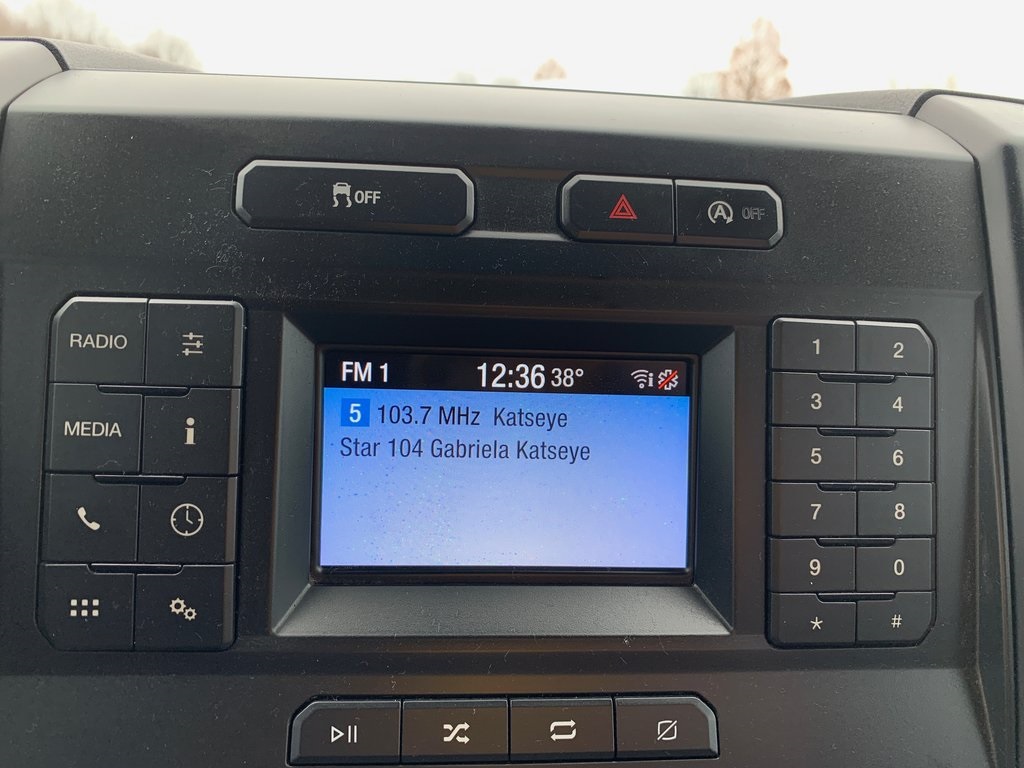 OFF
A OFF
RADIO
MEDIA
i
FM 1 12:36 38°
5 103.7 MHz Katseye
Star 104 Gabriela Katseye
1 2
3 4
5 6
7 8
9 0
* #